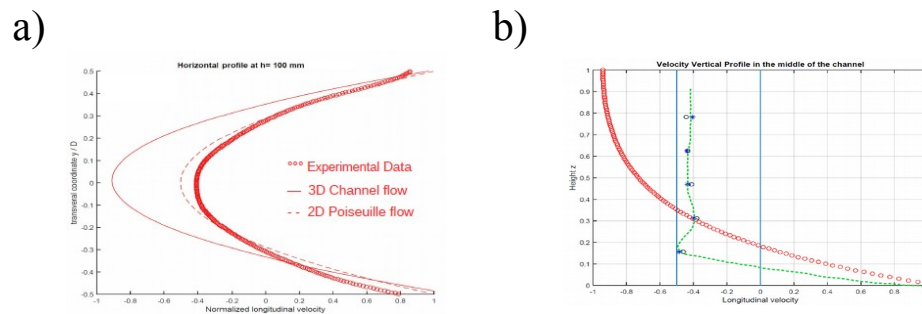 a)
b)
Horizontal profile at h= 100 mm
transveral coordinate y / D
0.5
0.4
0.3
0.2
0.1
0
-0.1
-0.2
-0.3
-0.4
-0.5
Experimental Data
3D Channel flow
2D Poiseuille flow
-1 -0.8 -0.6 -0.4 -0.2 0 0.2 0.4 0.6 0.8 1
Normalized longitudinal velocity
Velocity Vertical Profile in the middle of the channel
Height z
1
0.9
0.8
0.7
0.6
0.5
0.4
0.3
0.2
0.1
0
-1 -0.8 -0.6 -0.4 -0.2 0 0.2 0.4 0.6 0.8
Longitudinal velocity